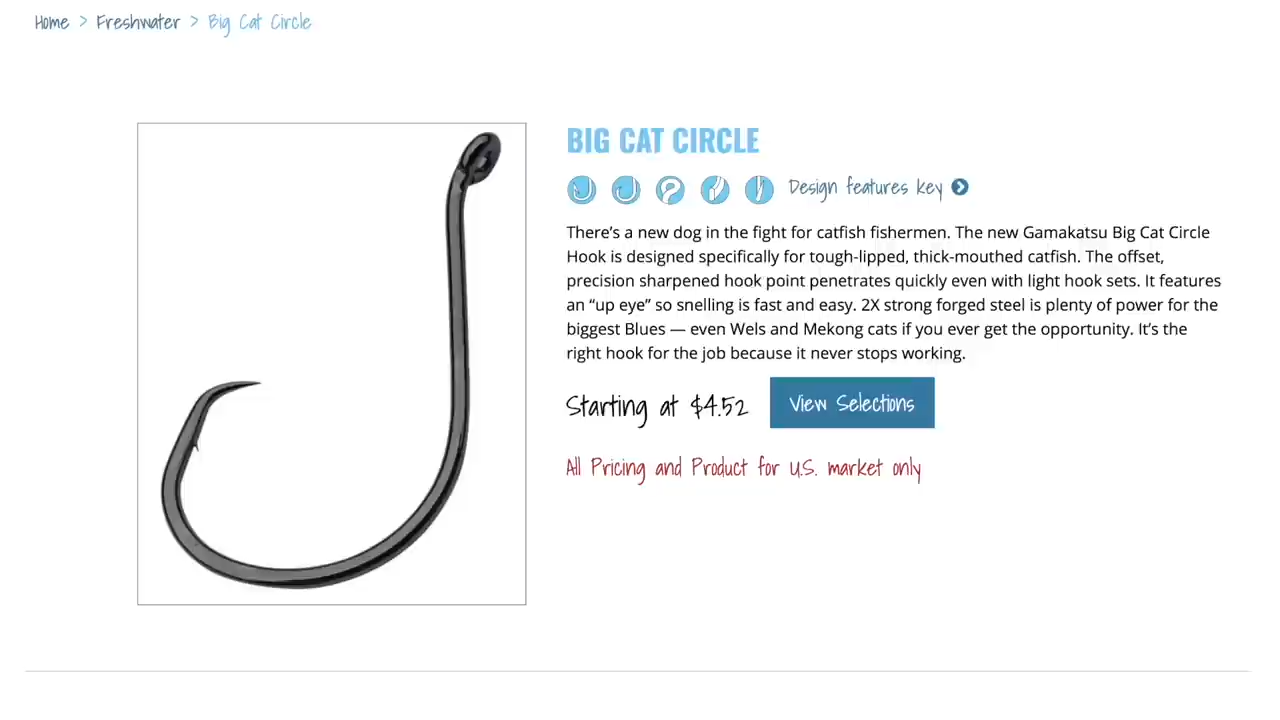 Home > Freshwater > Big Cat Circle
BIG CAT CIRCLE
Design features key
There’s a new dog in the fight for catfish fishermen. The new Gamakatsu Big Cat Circle
Hook is designed specifically for tough-lipped, thick-mouthed catfish. The offset,
precision sharpened hook point penetrates quickly even with light hook sets. It features
an “up eye” so snelling is fast and easy. 2X strong forged steel is plenty of power for the
biggest Blues — even Wels and Mekong cats if you ever get the opportunity. It’s the
right hook for the job because it never stops working.
Starting at $4.52
View Selections
All Pricing and Product for U.S. market only